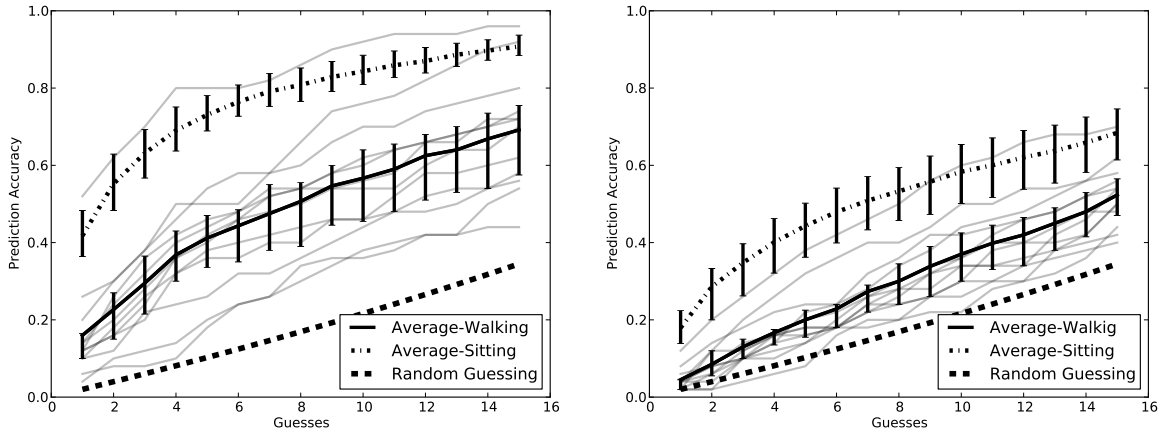 1.0
0.8
0.6
0.4
0.2
0.0
Prediction Accuracy
0 2 4 6 8 10 12 14 16
Guesses
Average-Walking
Average-Sitting
Random Guessing
1.0
0.8
0.6
0.4
0.2
0.0
Prediction Accuracy
0 2 4 6 8 10 12 14 16
Guesses
Average-Walkig
Average-Sitting
Random Guessing